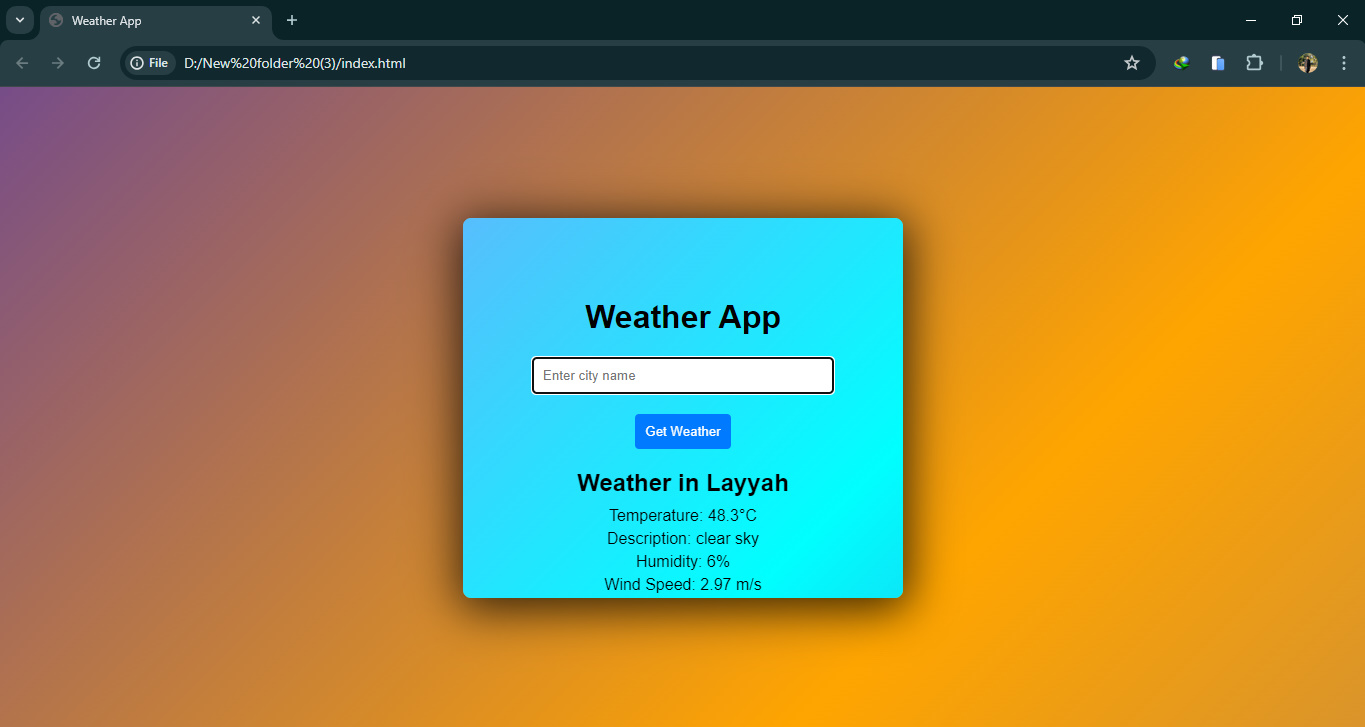 Weather App
File
D:/New%20folder%20(3)/index.html
Weather App
Enter city name
Get Weather
Weather in Layyah
Temperature: 48.3°C
Description: clear sky
Humidity: 6%
Wind Speed: 2.97 m/s